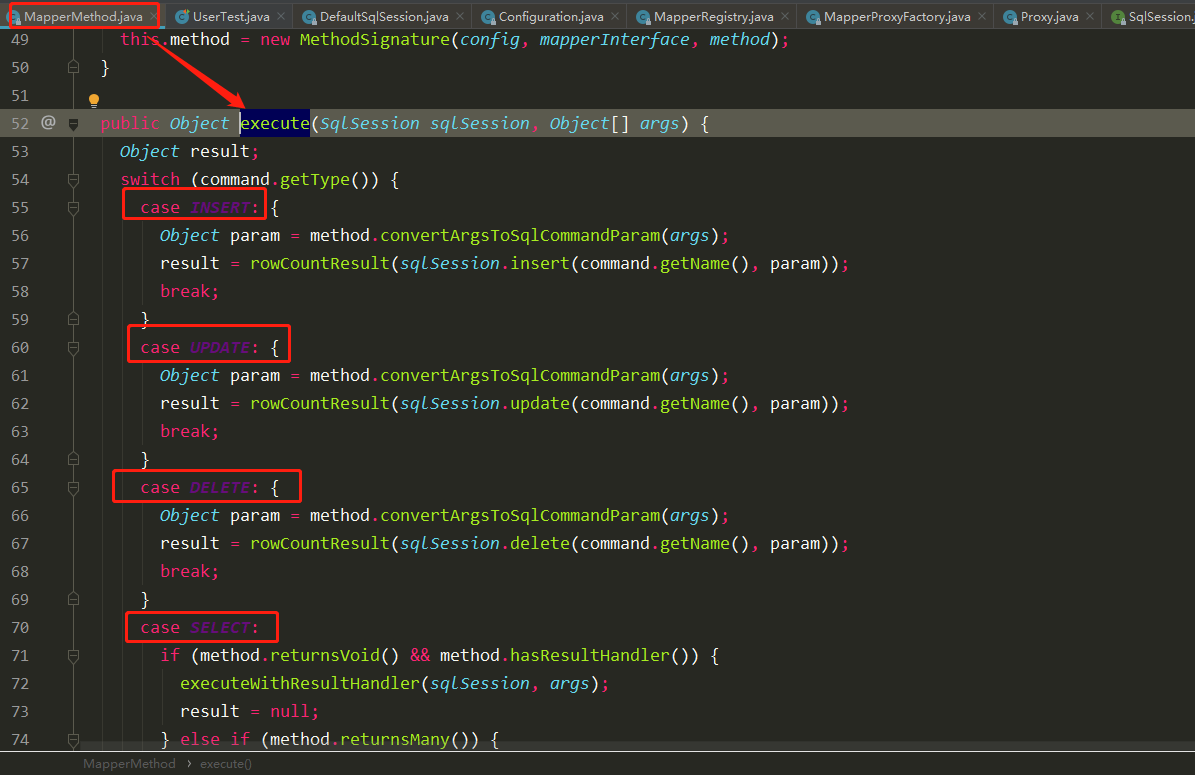 MapperMethod.java × UserTest.java × DefaultSqlSession.java × Configuration.java × MapperRegistry.java × MapperProxyFactory.java × Proxy.java × SqlSession.
49 this.method = new MethodSignature(config, mapperInterface, method);
50 }
51
52 @ public Object execute(SqlSession sqlSession, Object[] args) {
53 Object result;
54 switch (command.getType()) {
55 case INSERT: {
56 Object param = method.convertArgsToSqlCommandParam(args);
57 result = rowCountResult(sqlSession.insert(command.getName(), param));
58 break;
59 }
60 case UPDATE: {
61 Object param = method.convertArgsToSqlCommandParam(args);
62 result = rowCountResult(sqlSession.update(command.getName(), param));
63 break;
64 }
65 case DELETE: {
66 Object param = method.convertArgsToSqlCommandParam(args);
67 result = rowCountResult(sqlSession.delete(command.getName(), param));
68 break;
69 }
70 case SELECT:
71 if (method.returnsVoid() && method.hasResultHandler()) {
72 executeWithResultHandler(sqlSession, args);
73 result = null;
74 } else if (method.returnsMany()) {
MapperMethod › execute()